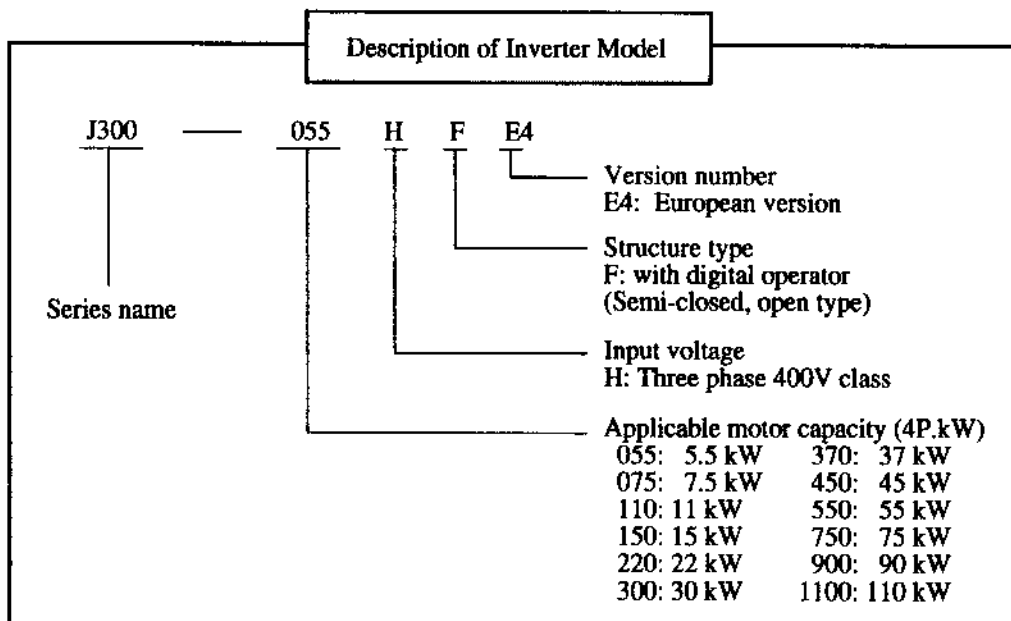 Description of Inverter Model
J300 — 055 H F E4
Version number
E4: European version
Structure type
F: with digital operator
(Semi-closed, open type)
Series name
Input voltage
H: Three phase 400V class
Applicable motor capacity (4P.kW)
055: 5.5 kW 370: 37 kW
075: 7.5 kW 450: 45 kW
110: 11 kW 550: 55 kW
150: 15 kW 750: 75 kW
220: 22 kW 900: 90 kW
300: 30 kW 1100: 110 kW